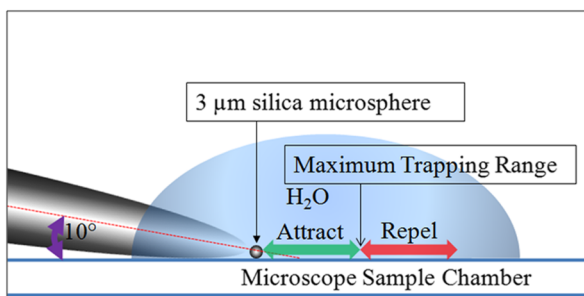 3 µm silica microsphere
Maximum Trapping Range
H₂O
10°
Attract
Repel
Microscope Sample Chamber